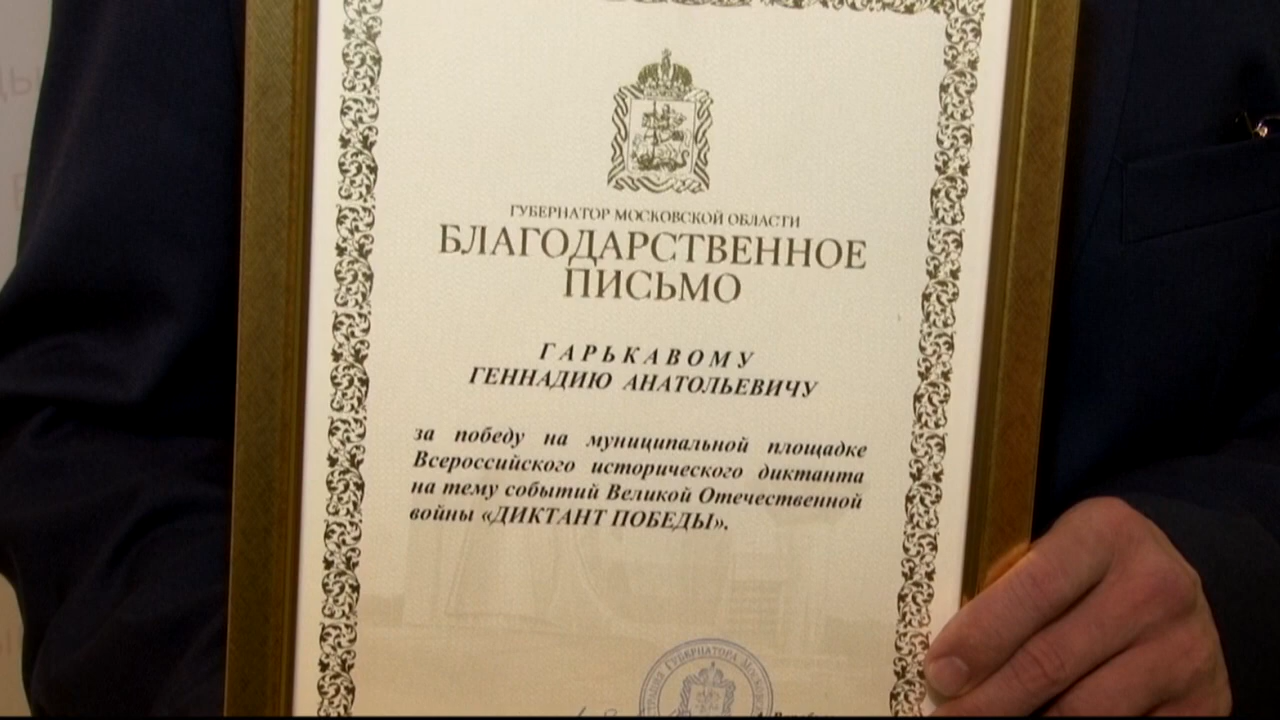 ГУБЕРНАТОР МОСКОВСКОЙ ОБЛАСТИ
БЛАГОДАРСТВЕННОЕ
ПИСЬМО
ГАРЬКАВОМУ
ГЕННАДИЮ АНАТОЛЬЕВИЧУ
за победу на муниципальной площадке
Всероссийского исторического диктанта
на тему событий Великой Отечественной
войны «ДИКТАНТ ПОБЕДЫ».
ГУБЕРНАТОРА